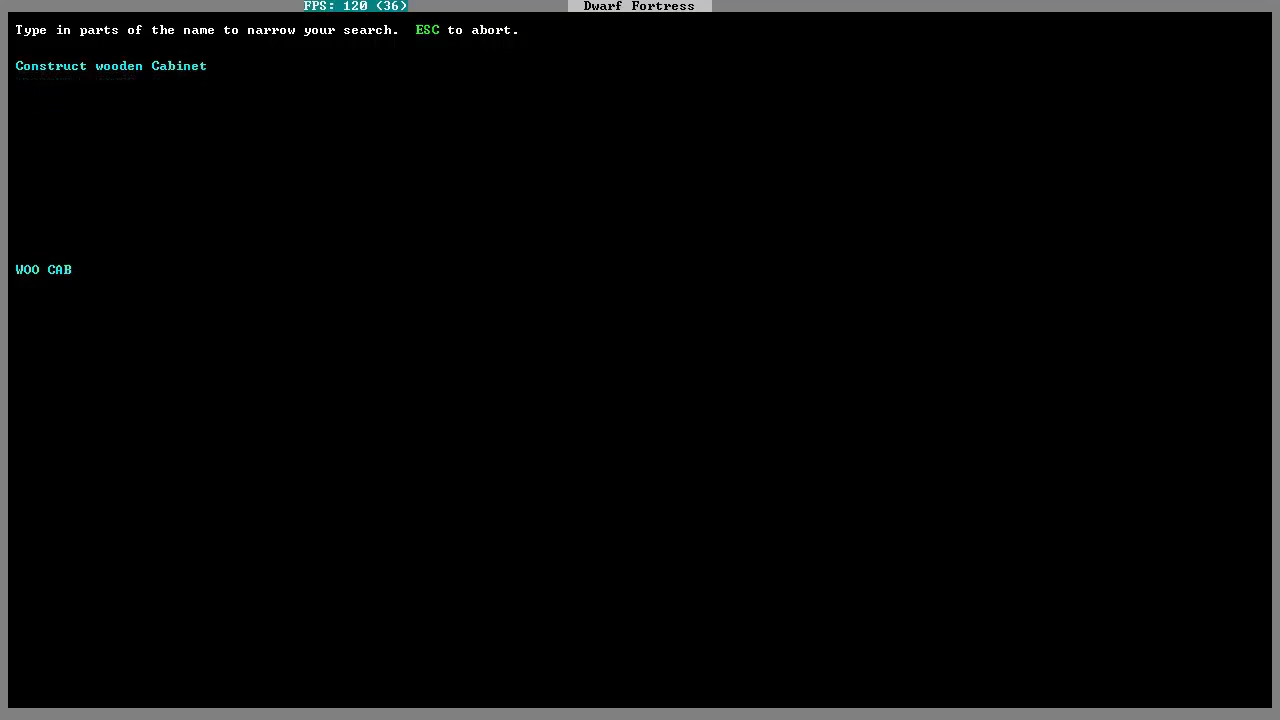 FPS: 120 (36) Dwarf Fortress
Type in parts of the name to narrow your search. ESC to abort.
Construct wooden Cabinet
WOO CAB